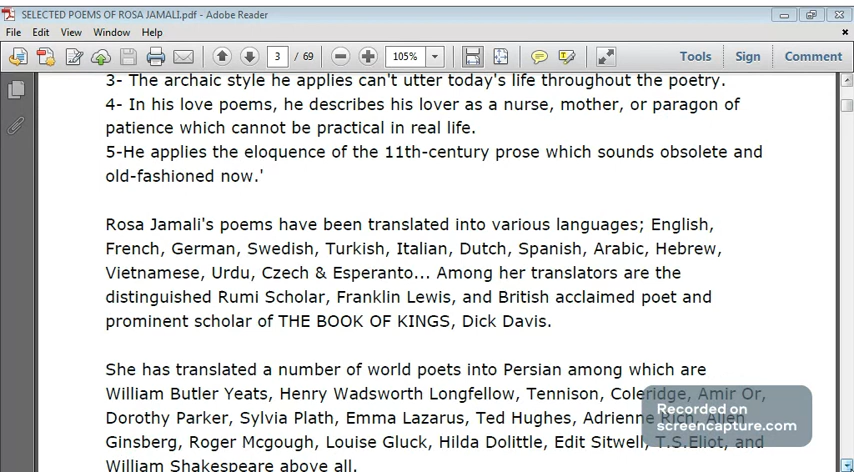 SELECTED POEMS OF ROSA JAMALI.pdf - Adobe Reader
File Edit View Window Help
3 / 69 105% Tools Sign Comment
3- The archaic style he applies can't utter today's life throughout the poetry.
4- In his love poems, he describes his lover as a nurse, mother, or paragon of
patience which cannot be practical in real life.
5-He applies the eloquence of the 11th-century prose which sounds obsolete and
old-fashioned now.'
Rosa Jamali's poems have been translated into various languages; English,
French, German, Swedish, Turkish, Italian, Dutch, Spanish, Arabic, Hebrew,
Vietnamese, Urdu, Czech & Esperanto... Among her translators are the
distinguished Rumi Scholar, Franklin Lewis, and British acclaimed poet and
prominent scholar of THE BOOK OF KINGS, Dick Davis.
She has translated a number of world poets into Persian among which are
William Butler Yeats, Henry Wadsworth Longfellow, Tennison, Coleridge, Amir Or,
Dorothy Parker, Sylvia Plath, Emma Lazarus, Ted Hughes, Adrienne Rich, Allen
Ginsberg, Roger Mcgough, Louise Gluck, Hilda Dolittle, Edit Sitwell, T.S.Eliot, and
William Shakespeare above all.
Recorded on
screencapture.com